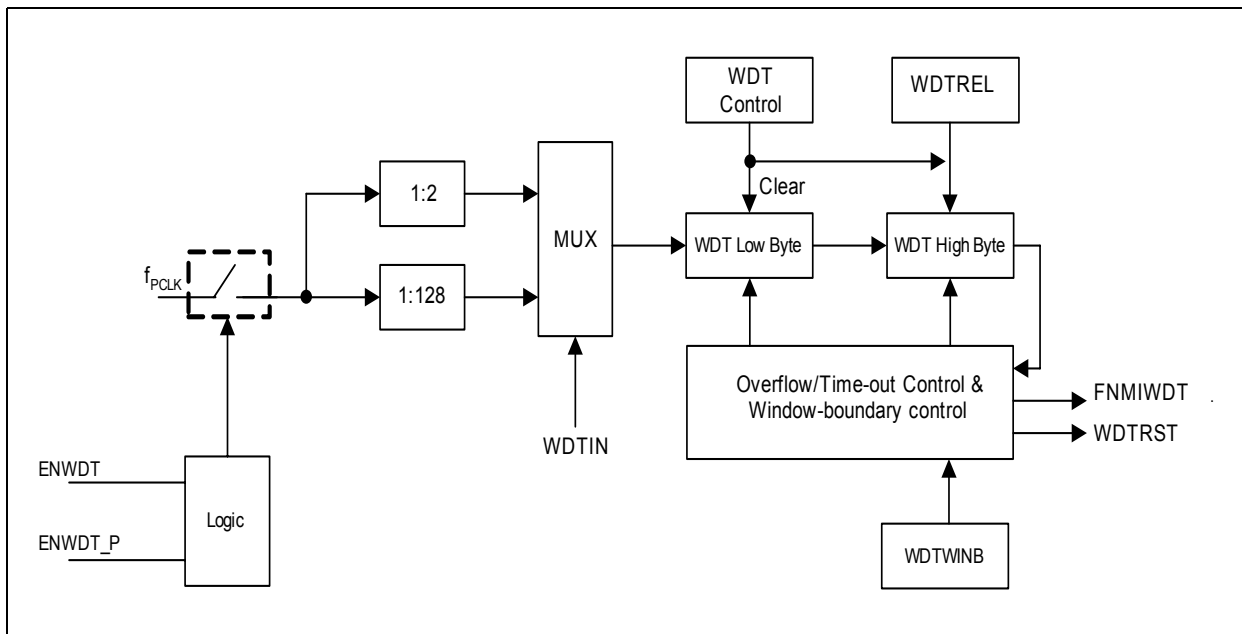 WDT
Control
WDTREL
1:2
Clear
MUX
WDT Low Byte
WDT High Byte
fPCLK
1:128
Overflow/Time-out Control &
Window-boundary control
FNMIWDT .
WDTRST
WDTIN
ENWDT
Logic
ENWDT_P
WDTWINB